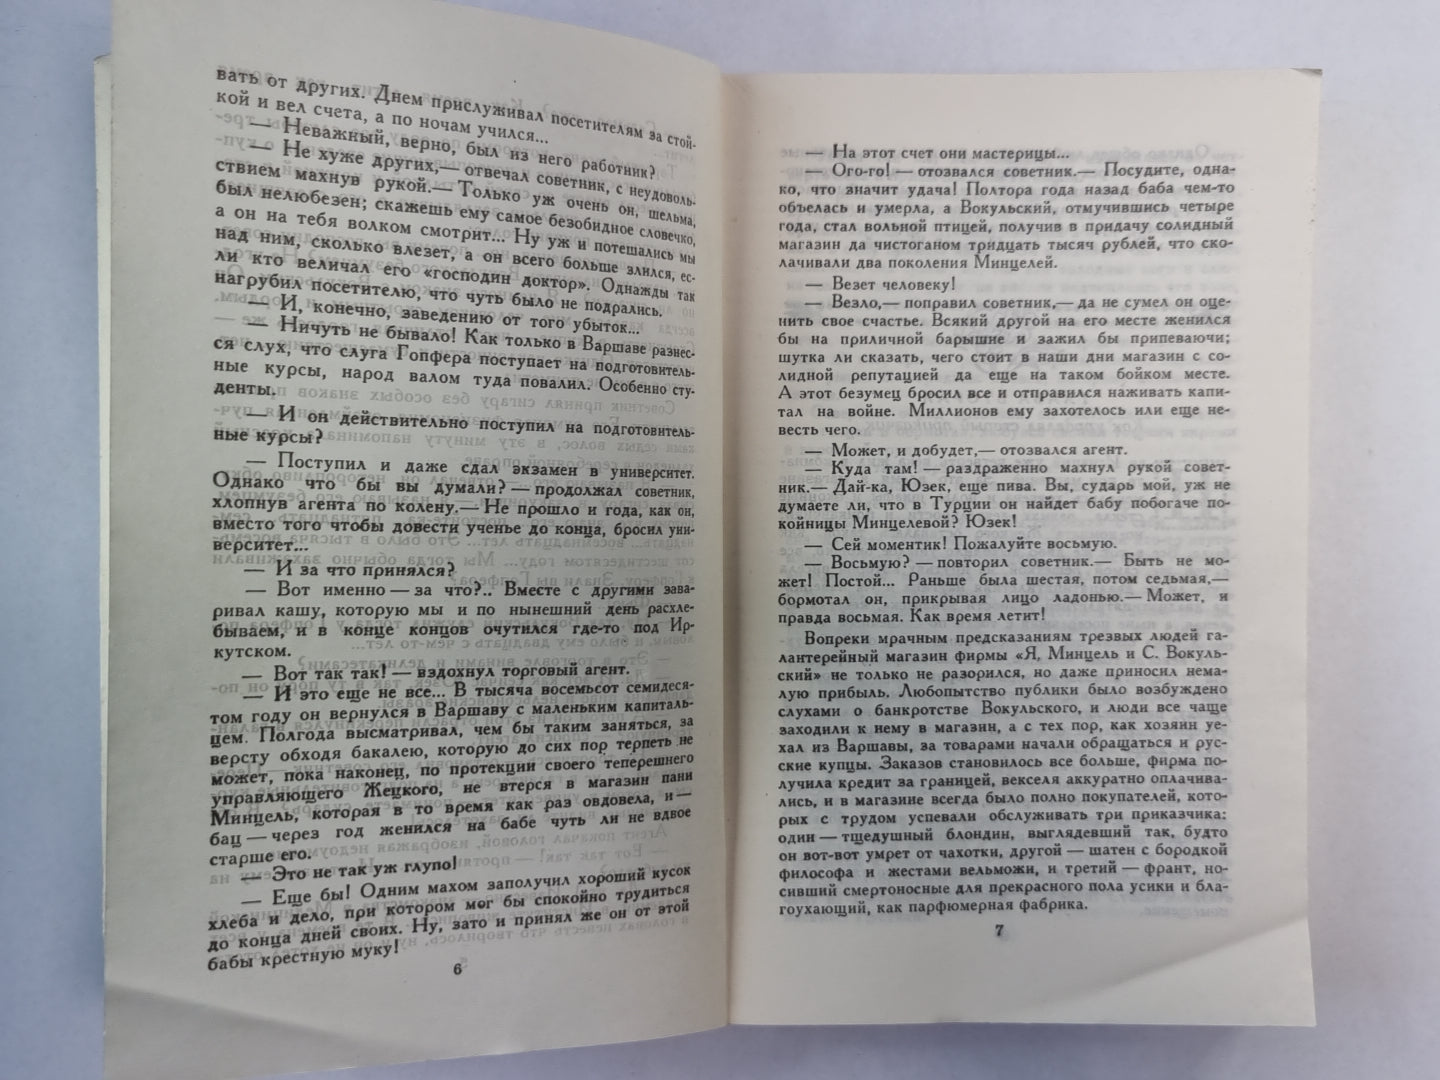 вать от других. Днем прислуживал посетителям за стой-
кой и вел счета, а по ночам учился...
— Неважный, верно, был из него работник?
— Не хуже других,— отвечал советник, с неудоволь-
ствием махнув рукой.— Только уж очень он, шельма,
был нелюбезен; скажешь ему самое безобидное словечко,
а он на тебя волком смотрит... Ну уж и потешались мы
над ним, сколько влезет, а он всего больше злился, ес-
ли кто величал его «господин доктор». Однажды так
нагрубил посетителю, что чуть было не подрались.
— И, конечно, заведению от того убыток...
— Ничуть не бывало! Как только в Варшаве разнес-
ся слух, что слуга Гопфера поступает на подготовитель-
ные курсы, народ валом туда повалил. Особенно сту-
денты.
— И он действительно поступил на подготовитель-
ные курсы?
— Поступил и даже сдал экзамен в университет.
Однако что бы вы думали? — продолжал советник,
хлопнув агента по колену.— Не прошло и года, как он,
вместо того чтобы довести ученье до конца, бросил уни-
верситет...
— И за что принялся?
— Вот именно — за что?.. Вместе с другими зава-
ривал кашу, которую мы и по нынешний день расхле-
бываем, и в конце концов очутился где-то под Ир-
кутском.
— Вот так так! — вздохнул торговый агент.
— И это еще не все... В тысяча восемьсот семидеся-
том году он вернулся в Варшаву с маленьким капиталь-
цем. Полгода высматривал, чем бы таким заняться, за
версту обходя бакалею, которую до сих пор терпеть не
может, пока наконец, по протекции своего теперешнего
управляющего Жецкого, не втерся в магазин пани
Минцель, которая в то время как раз овдовела, и —
бац — через год женился на бабе чуть ли не вдвое
старше его.
— Это не так уж глупо!
— Еще бы! Одним махом заполучил хороший кусок
хлеба и дело, при котором мог бы спокойно трудиться
до конца дней своих. Ну, зато и принял же он от этой
бабы крестную муку!
6
— На этот счет они мастерицы...
— Ого-го! — отозвался советник.— Посудите, одна-
ко, что значит удача! Полтора года назад баба чем-то
объелась и умерла, а Вокульский, отмучившись четыре
года, стал вольной птицей, получив в придачу солидный
магазин да чистоганом тридцать тысяч рублей, что ско-
лачивали два поколения Минцелей.
— Везет человеку!
— Везло,— поправил советник,— да не сумел он оце-
нить свое счастье. Всякий другой на его месте женился
бы на приличной барышне и зажил бы припеваючи;
шутка ли сказать, чего стоит в наши дни магазин с со-
лидной репутацией да еще на таком бойком месте.
А этот безумец бросил все и отправился наживать капи-
тал на войне. Миллионов ему захотелось или еще не-
весть чего.
— Может, и добудет,— отозвался агент.
— Куда там! — раздраженно махнул рукой совет-
ник.— Дай-ка, Юзек, еще пива. Вы, сударь мой, уж не
думаете ли, что в Турции он найдет бабу побогаче по-
койницы Минцелевой? Юзек!
— Сей моментик! Пожалуйте восьмую.
— Восьмую? — повторил советник.— Быть не мо-
жет! Постой... Раньше была шестая, потом седьмая,—
бормотал он, прикрывая лицо ладонью.— Может, и
правда восьмая. Как время летит!
Вопреки мрачным предсказаниям трезвых людей га-
лантерейный магазин фирмы «Я. Минцель и С. Вокуль-
ский» не только не разорился, но даже приносил нема-
лую прибыль. Любопытство публики было возбуждено
слухами о банкротстве Вокульского, и люди все чаще
заходили к нему в магазин, а с тех пор, как хозяин уе-
хал из Варшавы, за товарами начали обращаться и рус-
ские купцы. Заказов становилось все больше, фирма по-
лучила кредит за границей, векселя аккуратно оплачива-
лись, и в магазине всегда было полно покупателей, кото-
рых с трудом успевали обслуживать три приказчика:
один — тщедушный блондин, выглядевший так, будто
он вот-вот умрет от чахотки, другой — шатен с бородкой
философа и жестами вельможи, и третий — франт, но-
сивший смертоносные для прекрасного пола усики и бла-
гоухающий, как парфюмерная фабрика.
7